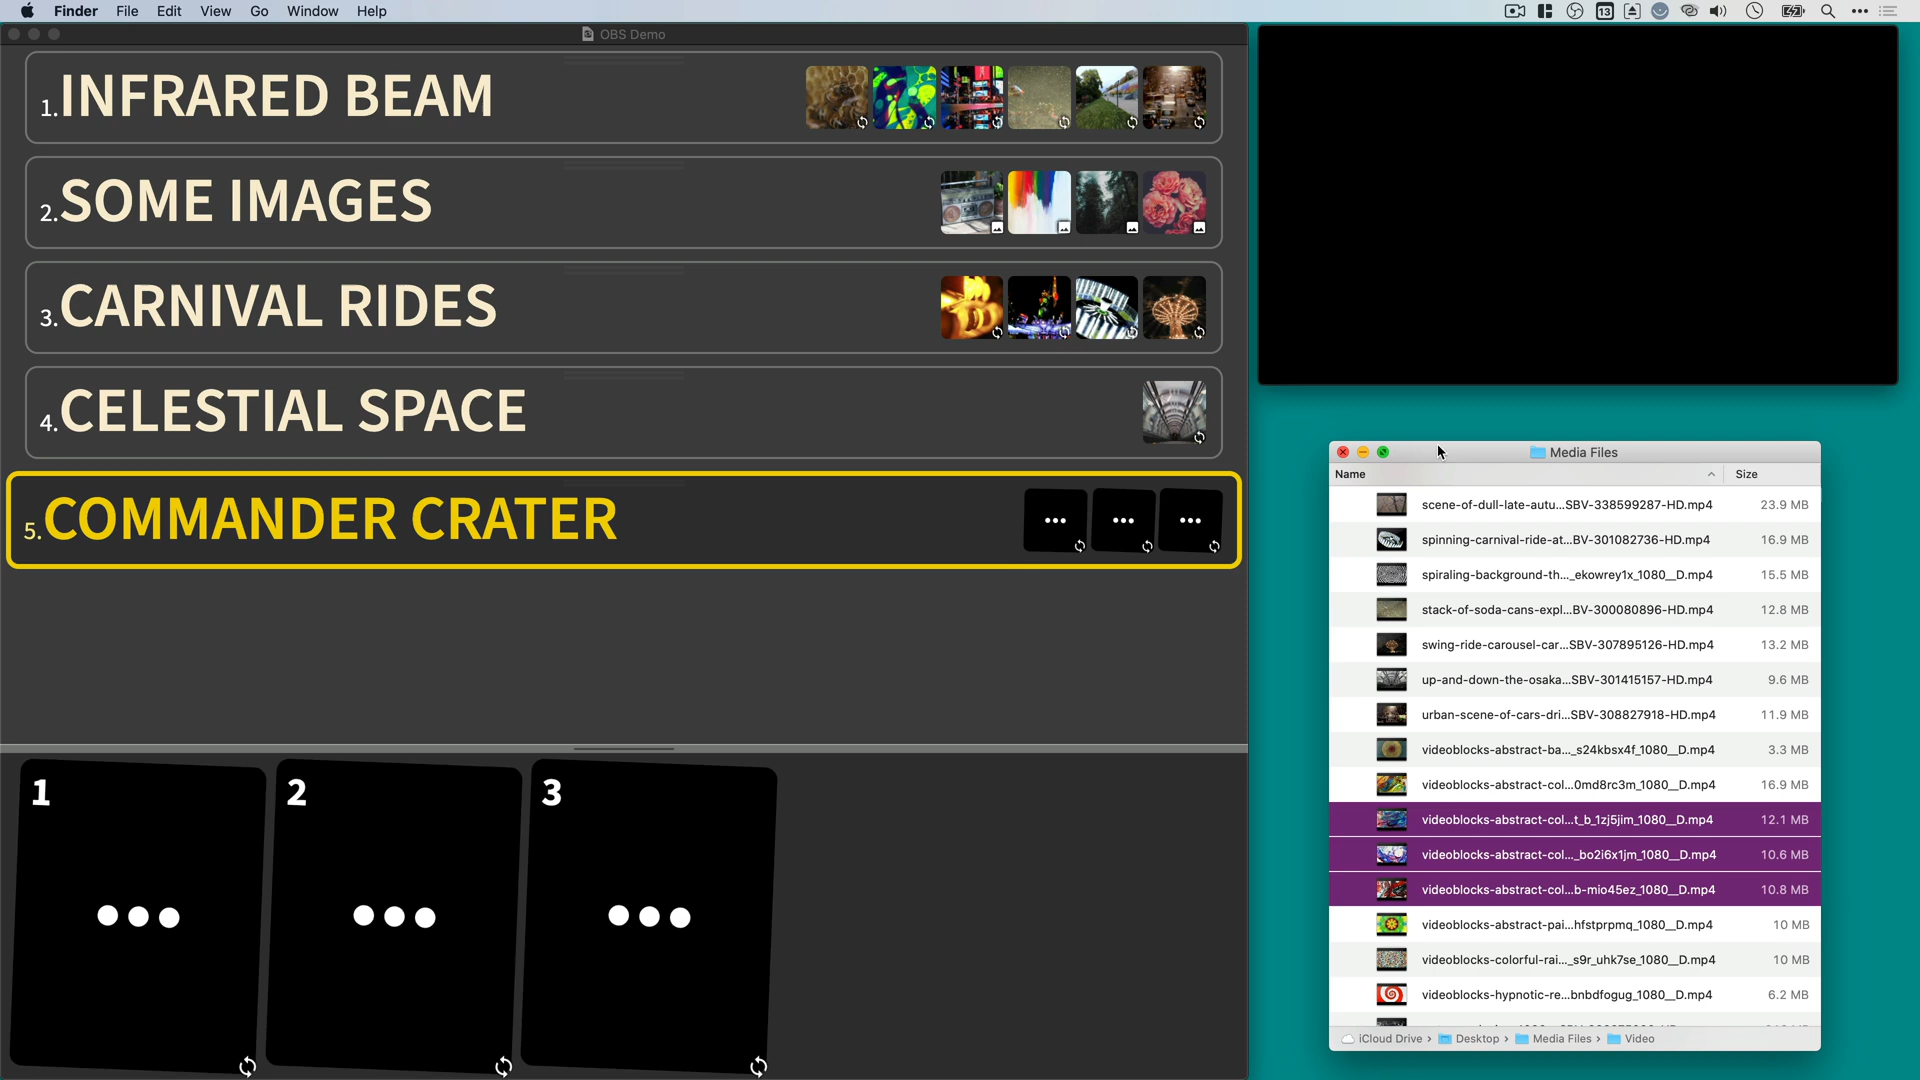 Finder File Edit View Go Window Help
13
OBS Demo
1. INFRARED BEAM
2. SOME IMAGES
3. CARNIVAL RIDES
4. CELESTIAL SPACE
5. COMMANDER CRATER
1
2
3
Media Files
Name Size
scene-of-dull-late-autu...SBV-338599287-HD.mp4 23.9 MB
spinning-carnival-ride-at...BV-301082736-HD.mp4 16.9 MB
spiraling-background-th..._ekowrey1x_1080__D.mp4 15.5 MB
stack-of-soda-cans-expl...BV-300080896-HD.mp4 12.8 MB
swing-ride-carousel-car...SBV-307895126-HD.mp4 13.2 MB
up-and-down-the-osaka...SBV-301415157-HD.mp4 9.6 MB
urban-scene-of-cars-dri...SBV-308827918-HD.mp4 11.9 MB
videoblocks-abstract-ba..._s24kbsx4f_1080__D.mp4 3.3 MB
videoblocks-abstract-col...0md8rc3m_1080__D.mp4 16.9 MB
videoblocks-abstract-col...t_b_1zj5jim_1080__D.mp4 12.1 MB
videoblocks-abstract-col..._bo2i6x1jm_1080__D.mp4 10.6 MB
videoblocks-abstract-col...b-mio45ez_1080__D.mp4 10.8 MB
videoblocks-abstract-pai...hfstprpmq_1080__D.mp4 10 MB
videoblocks-colorful-rai..._s9r_uhk7se_1080__D.mp4 10 MB
videoblocks-hypnotic-re...bnbdfogug_1080__D.mp4 6.2 MB
iCloud Drive › Desktop › Media Files › Video